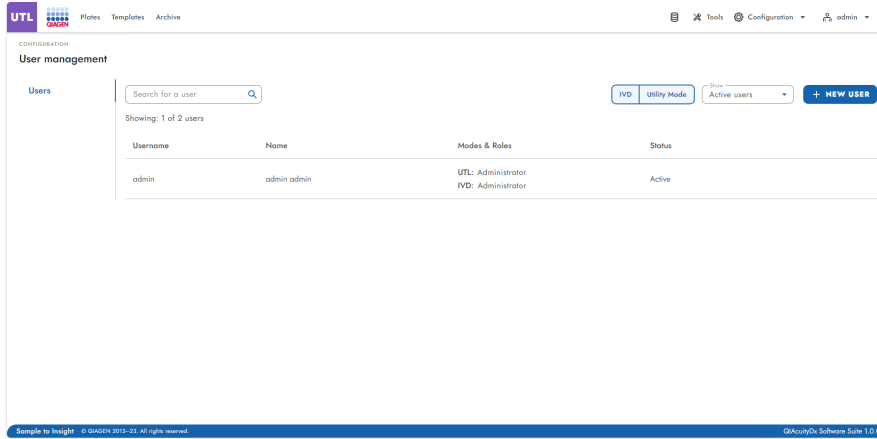 UTL QIAGEN Plates Templates Archive Tools Configuration admin
CONFIGURATION
User management
Users
Search for a user IVD Utility Mode Show Active users + NEW USER
Showing: 1 of 2 users
Username Name Modes & Roles Status
admin admin admin UTL: Administrator Active
IVD: Administrator
Sample to Insight © QIAGEN 2013–23. All rights reserved. QIAcuityDx Software Suite 1.0.